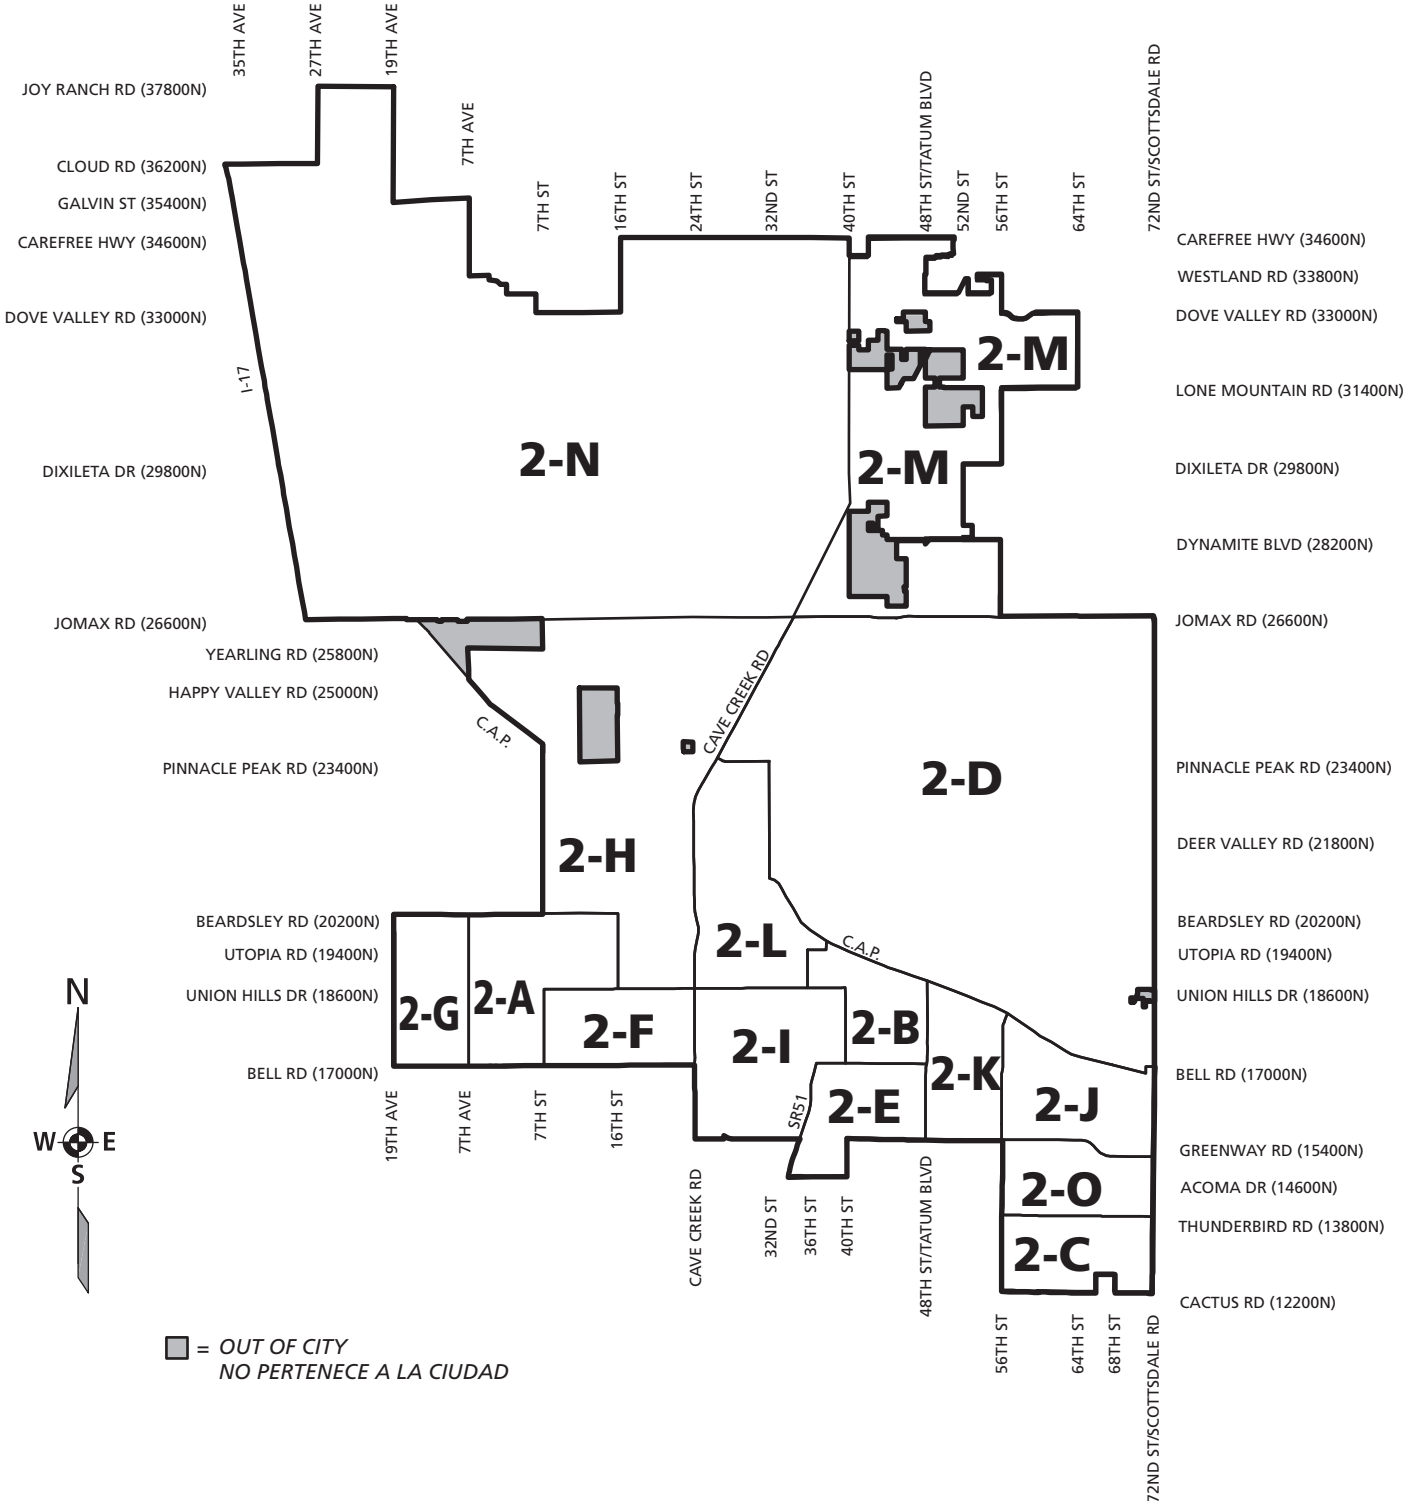 35TH AVE
27TH AVE
19TH AVE
7TH AVE
7TH ST
16TH ST
24TH ST
32ND ST
40TH ST
48TH ST/TATUM BLVD
52ND ST
56TH ST
64TH ST
72ND ST/SCOTTSDALE RD
JOY RANCH RD (37800N)
CLOUD RD (36200N)
GALVIN ST (35400N)
CAREFREE HWY (34600N)
DOVE VALLEY RD (33000N)
DIXILETA DR (29800N)
JOMAX RD (26600N)
YEARLING RD (25800N)
HAPPY VALLEY RD (25000N)
PINNACLE PEAK RD (23400N)
BEARDSLEY RD (20200N)
UTOPIA RD (19400N)
UNION HILLS DR (18600N)
BELL RD (17000N)
CAREFREE HWY (34600N)
WESTLAND RD (33800N)
DOVE VALLEY RD (33000N)
LONE MOUNTAIN RD (31400N)
DIXILETA DR (29800N)
DYNAMITE BLVD (28200N)
JOMAX RD (26600N)
PINNACLE PEAK RD (23400N)
DEER VALLEY RD (21800N)
BEARDSLEY RD (20200N)
UTOPIA RD (19400N)
UNION HILLS DR (18600N)
BELL RD (17000N)
GREENWAY RD (15400N)
ACOMA DR (14600N)
THUNDERBIRD RD (13800N)
CACTUS RD (12200N)
I-17
2-M
2-N
2-M
CAVE CREEK RD
C.A.P.
2-D
2-H
2-L
C.A.P.
2-G
2-A
2-F
2-I
2-B
2-K
2-E
SR51
2-J
2-O
2-C
19TH AVE
7TH AVE
7TH ST
16TH ST
CAVE CREEK RD
32ND ST
36TH ST
40TH ST
48TH ST/TATUM BLVD
56TH ST
64TH ST
68TH ST
72ND ST/SCOTTSDALE RD
N
W E
S
= OUT OF CITY
NO PERTENECE A LA CIUDAD